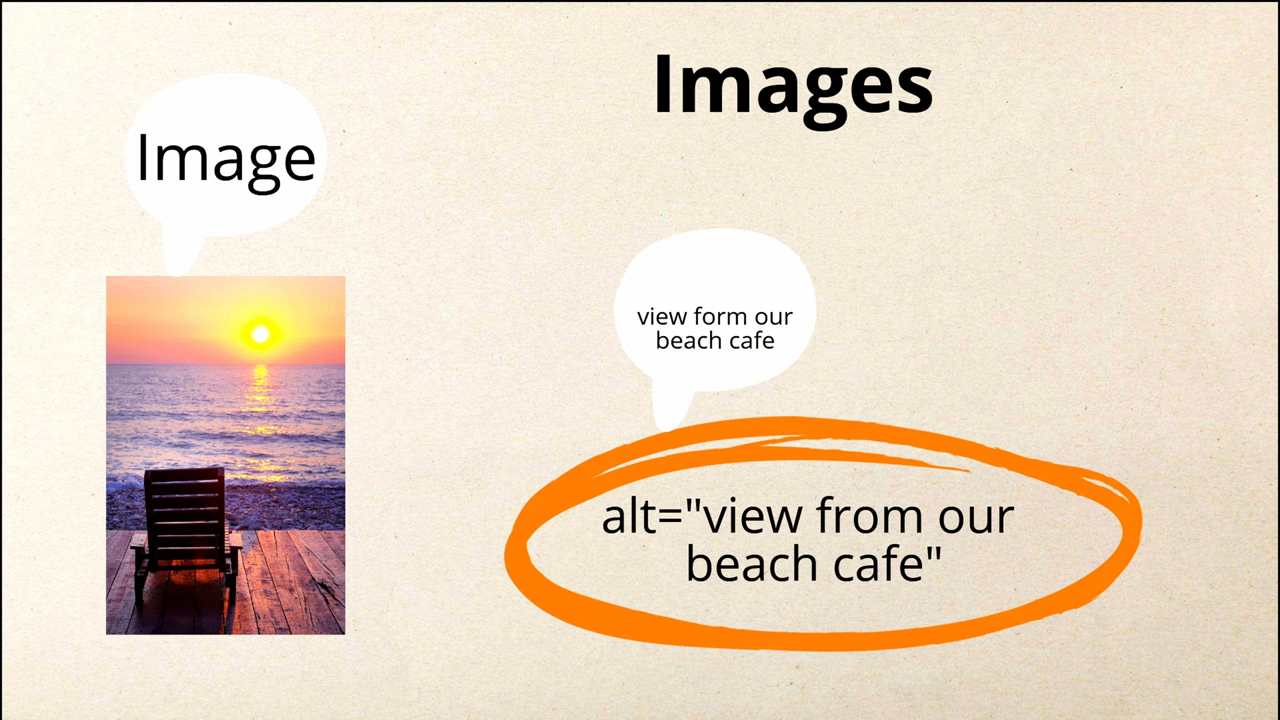 Images
Image
view form our
beach cafe
alt="view from our
beach cafe"